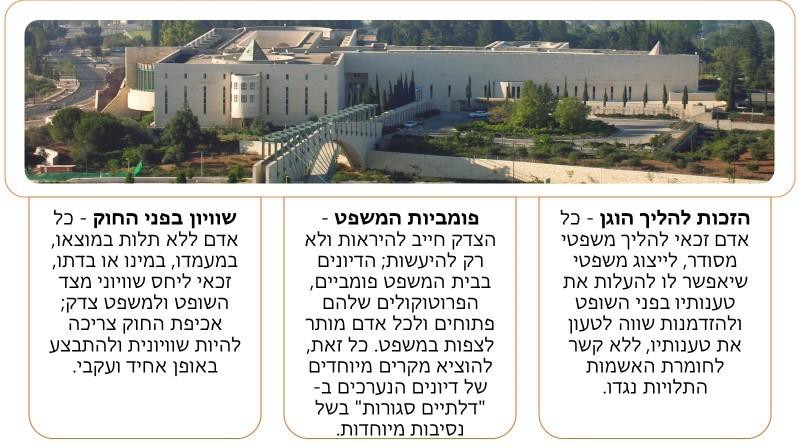 הזכות להליך הוגן - כל
אדם זכאי להליך משפטי
מסודר, לייצוג משפטי
שיאפשר לו להעלות את
טענותיו בפני השופט
ולהזדמנות שווה לטעון
את טענותיו, ללא קשר
לחומרת האשמות
התלויות נגדו.
פומביות המשפט -
הצדק חייב להיראות ולא
רק להיעשות; הדיונים
בבית המשפט פומביים,
הפרוטוקולים שלהם
פתוחים ולכל אדם מותר
לצפות במשפט. כל זאת,
להוציא מקרים מיוחדים
של דיונים הנערכים ב-
"דלתיים סגורות" בשל
נסיבות מיוחדות.
שוויון בפני החוק - כל
אדם ללא תלות במוצאו,
במעמדו, במינו או בדתו,
זכאי ליחס שוויוני מצד
השופט ולמשפט צדק;
אכיפת החוק צריכה
להיות שוויונית ולהתבצע
באופן אחיד ועקבי.